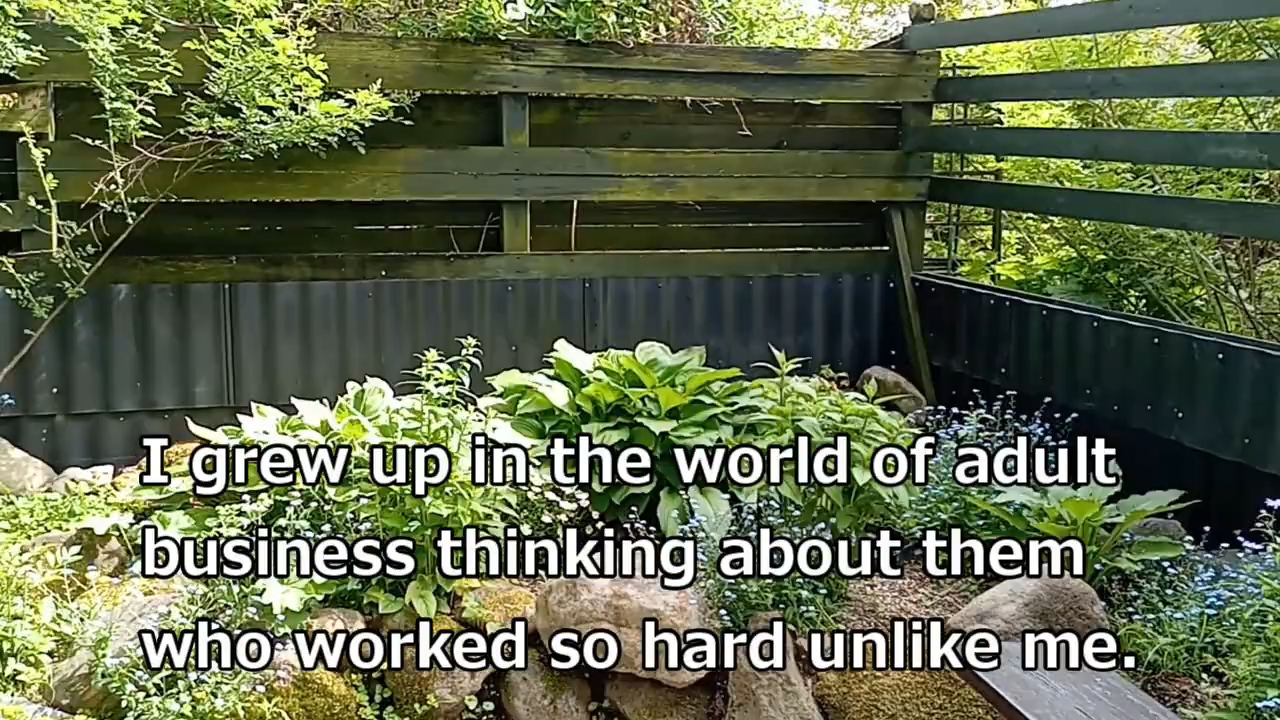 I grew up in the world of adult
business thinking about them
who worked so hard unlike me.